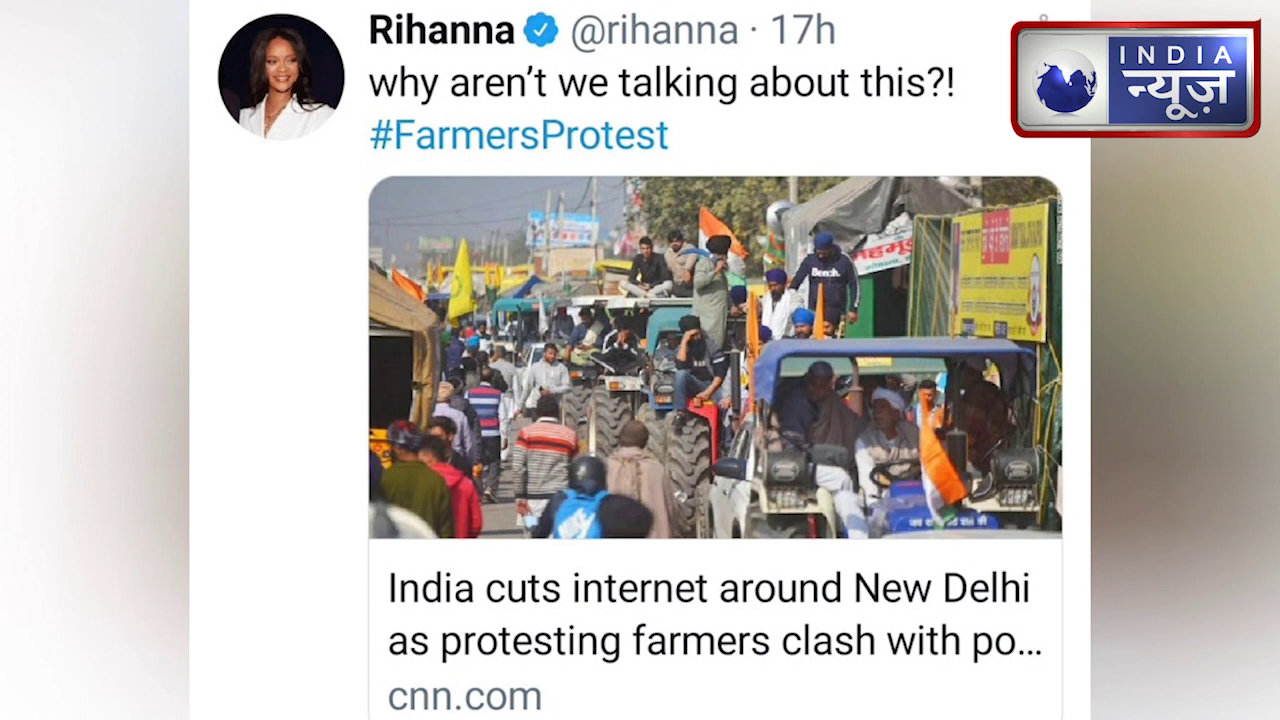 Rihanna @rihanna · 17h
why aren’t we talking about this?!
#FarmersProtest
INDIA
न्यूज़
Bench.
India cuts internet around New Delhi
as protesting farmers clash with po...
cnn.com